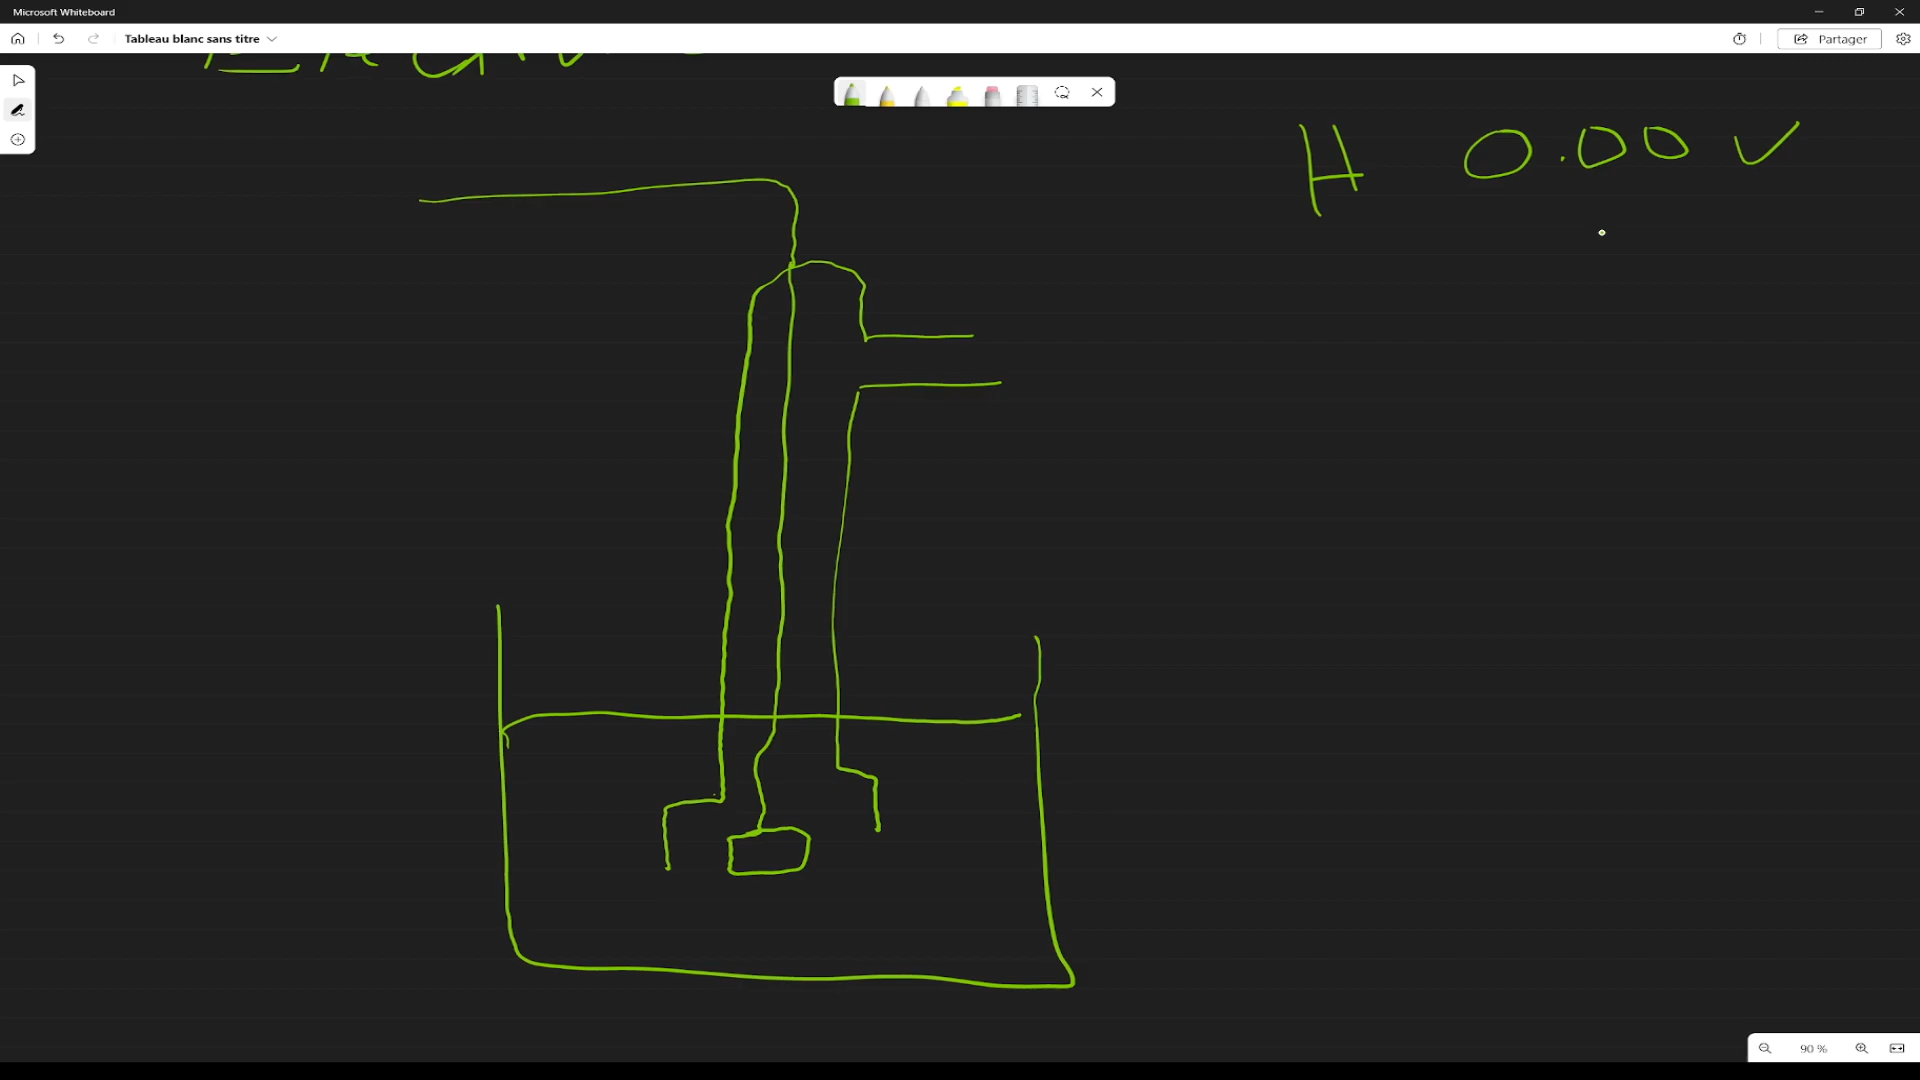 Microsoft Whiteboard
Tableau blanc sans titre
Partager
H 0.00 V
90 %